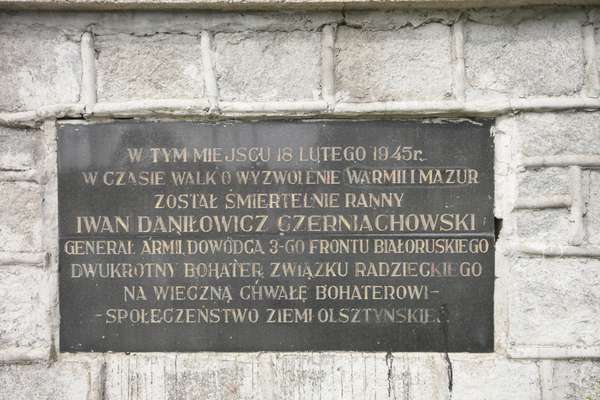 W TYM MIEJSCU 18 LUTEGO 1945r.
W CZASIE WALK O WYZWOLENIE WARMII I MAZUR
ZOSTAŁ ŚMIERTELNIE RANNY
IWAN DANIŁOWICZ CZERNIACHOWSKI
GENERAŁ ARMII, DOWÓDCA 3-GO FRONTU BIAŁORUSKIEGO
DWUKROTNY BOHATER ZWIĄZKU RADZIECKIEGO
NA WIECZNĄ CHWAŁĘ BOHATEROWI-
-SPOŁECZEŃSTWO ZIEMI OLSZTYŃSKIEJ